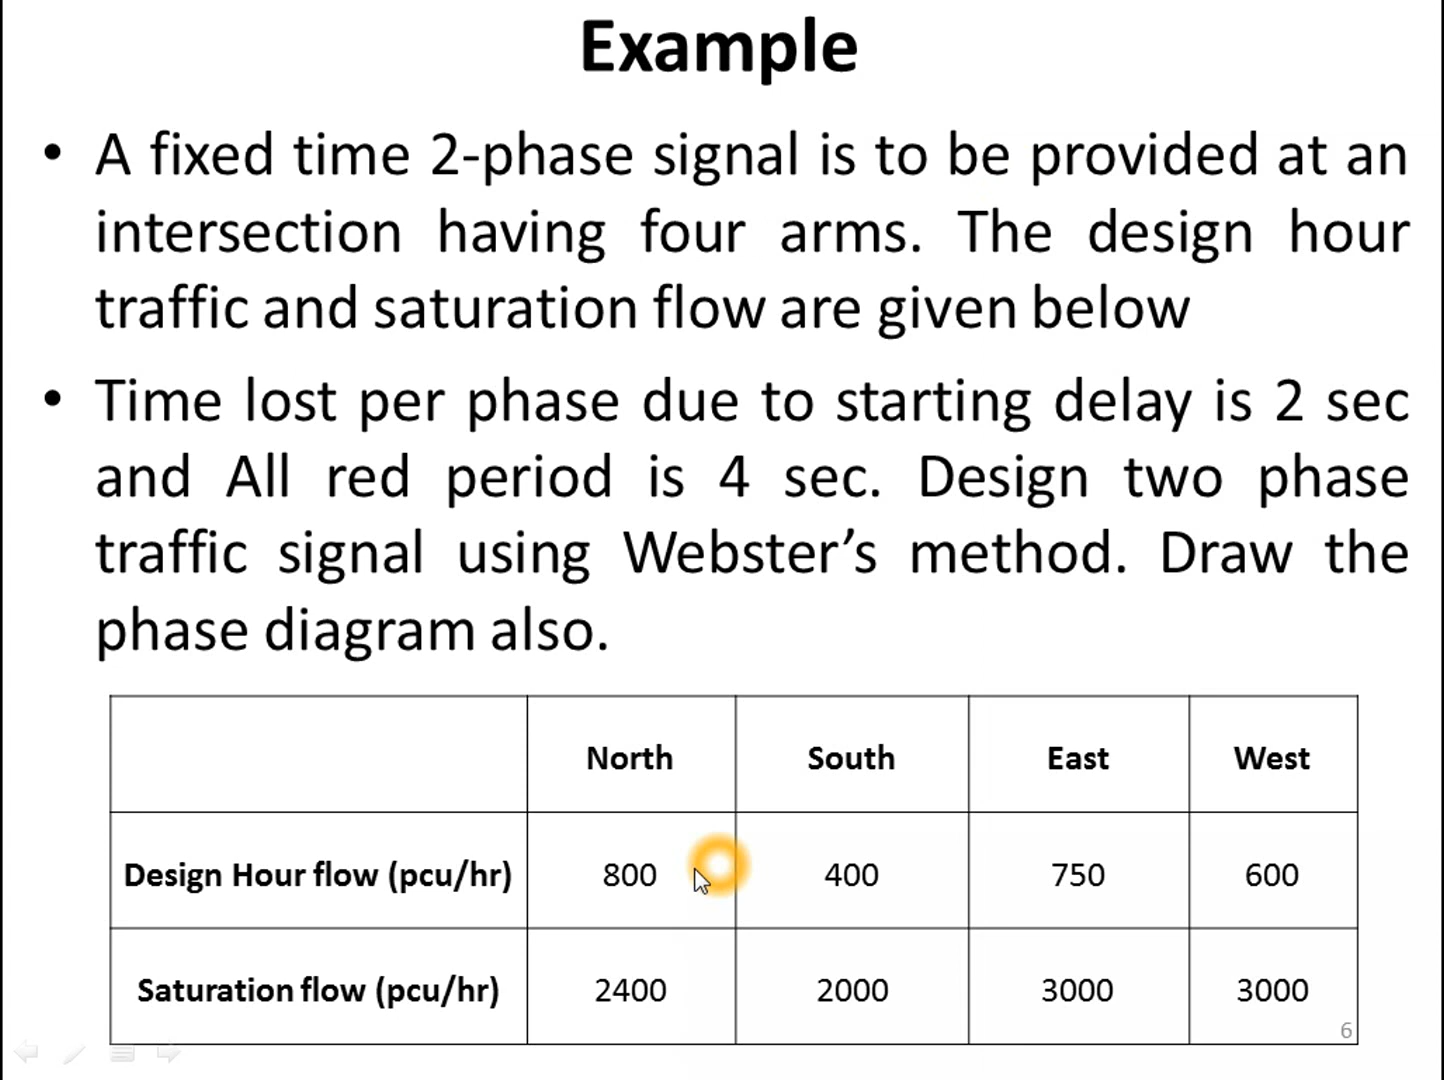 Example
• A fixed time 2-phase signal is to be provided at an
intersection having four arms. The design hour
traffic and saturation flow are given below
• Time lost per phase due to starting delay is 2 sec
and All red period is 4 sec. Design two phase
traffic signal using Webster’s method. Draw the
phase diagram also.
North South East West
Design Hour flow (pcu/hr) 800 400 750 600
Saturation flow (pcu/hr) 2400 2000 3000 3000
6